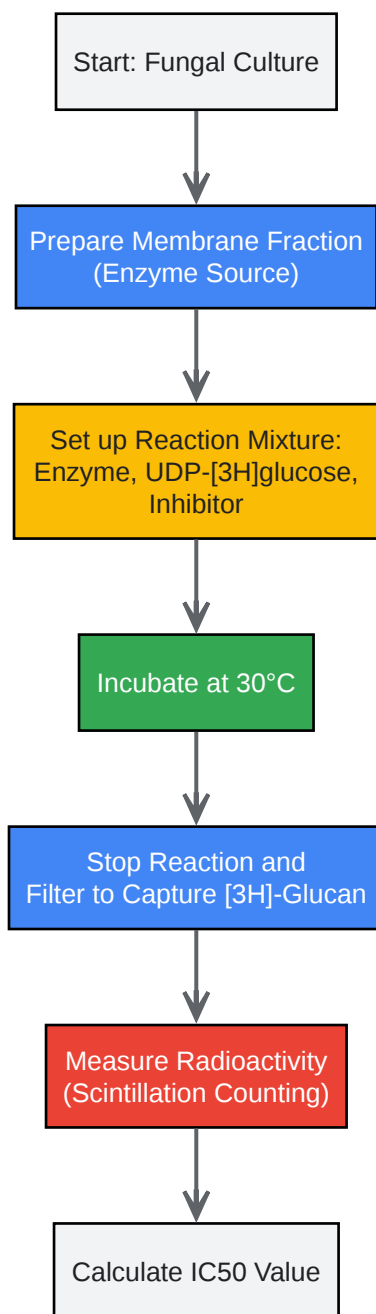 Start: Fungal Culture
Prepare Membrane Fraction
(Enzyme Source)
Set up Reaction Mixture:
Enzyme, UDP-[3H]glucose,
Inhibitor
Incubate at 30°C
Stop Reaction and
Filter to Capture [3H]-Glucan
Measure Radioactivity
(Scintillation Counting)
Calculate IC50 Value